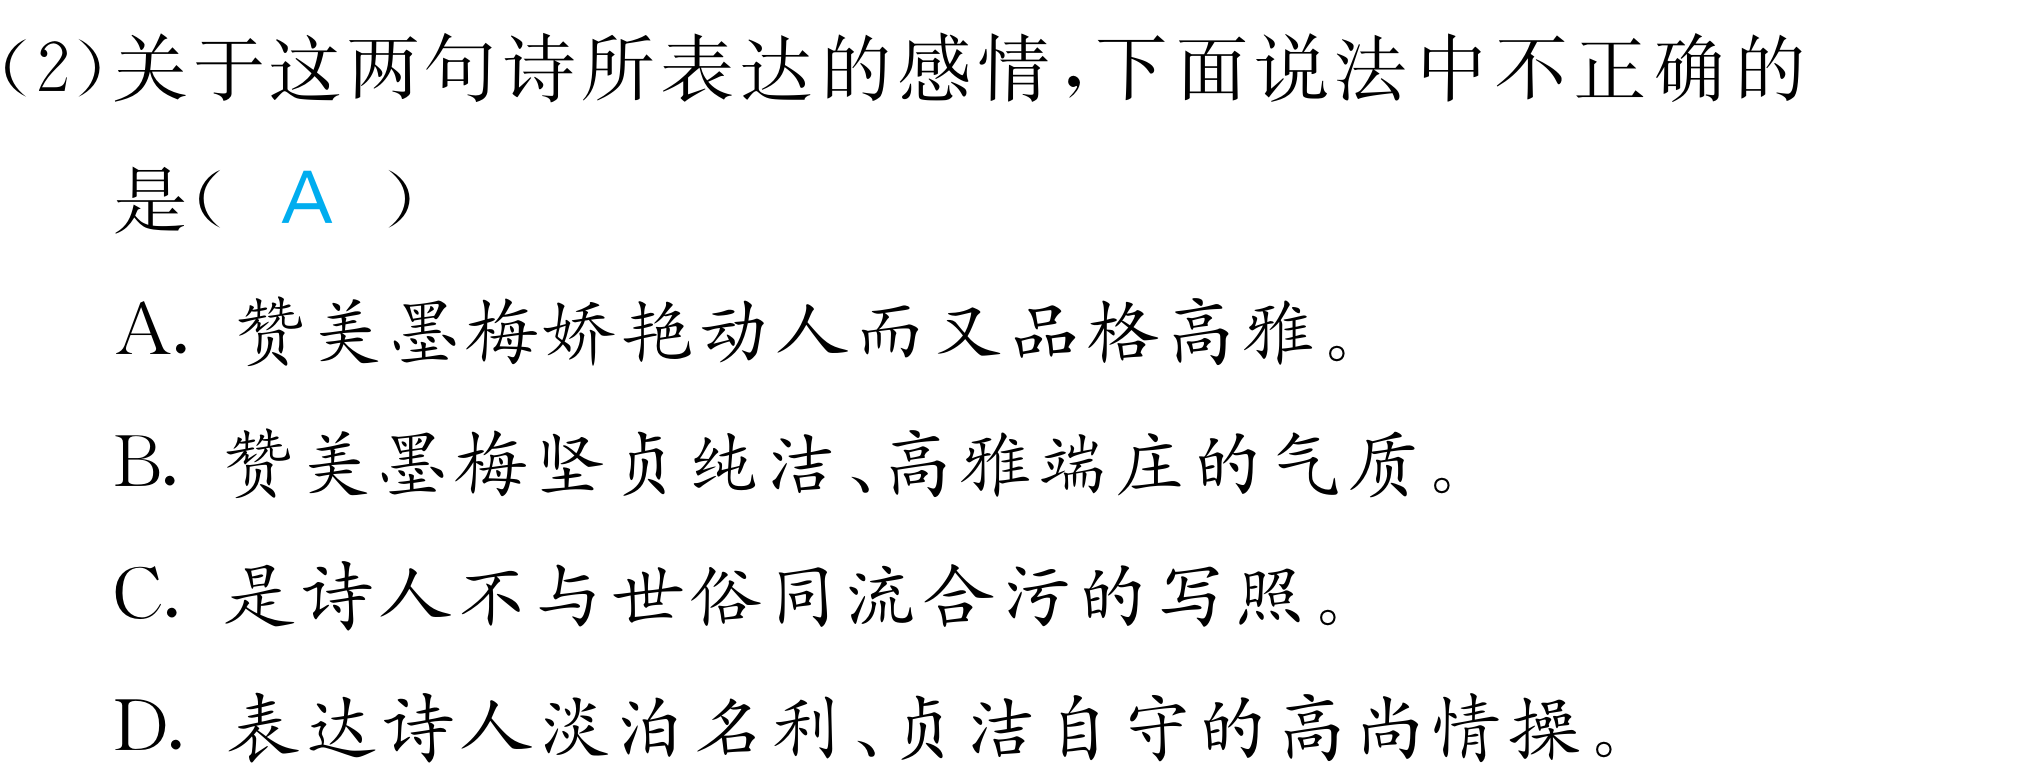 (2)关于这两句诗所表达的感情,下面说法中不正确的
是( A )
A. 赞美墨梅娇艳动人而又品格高雅。
B. 赞美墨梅坚贞纯洁、高雅端庄的气质。
C. 是诗人不与世俗同流合污的写照。
D. 表达诗人淡泊名利、贞洁自守的高尚情操。